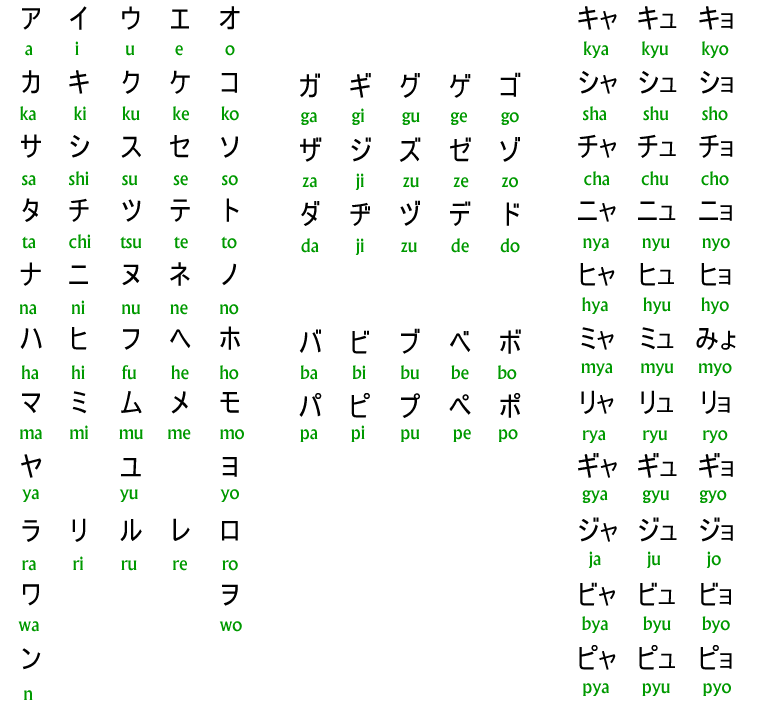 ア イ ウ エ オ キャ キュ キョ
a i u e o kya kyu kyo
カ キ ク ケ コ ガ ギ グ ゲ ゴ シャ シュ ショ
ka ki ku ke ko ga gi gu ge go sha shu sho
サ シ ス セ ソ ザ ジ ズ ゼ ゾ チャ チュ チョ
sa shi su se so za ji zu ze zo cha chu cho
タ チ ツ テ ト ダ ヂ ヅ デ ド ニャ ニュ ニョ
ta chi tsu te to da ji zu de do nya nyu nyo
ナ ニ ヌ ネ ノ ヒャ ヒュ ヒョ
na ni nu ne no hya hyu hyo
ハ ヒ フ ヘ ホ バ ビ ブ ベ ボ ミャ ミュ みょ
ha hi fu he ho ba bi bu be bo mya myu myo
マ ミ ム メ モ パ ピ プ ペ ポ リャ リュ リョ
ma mi mu me mo pa pi pu pe po rya ryu ryo
ヤ ユ ヨ ギャ ギュ ギョ
ya yu yo gya gyu gyo
ラ リ ル レ ロ ジャ ジュ ジョ
ra ri ru re ro ja ju jo
ワ ヲ ビャ ビュ ビョ
wa wo bya byu byo
ン ピャ ピュ ピョ
n pya pyu pyo